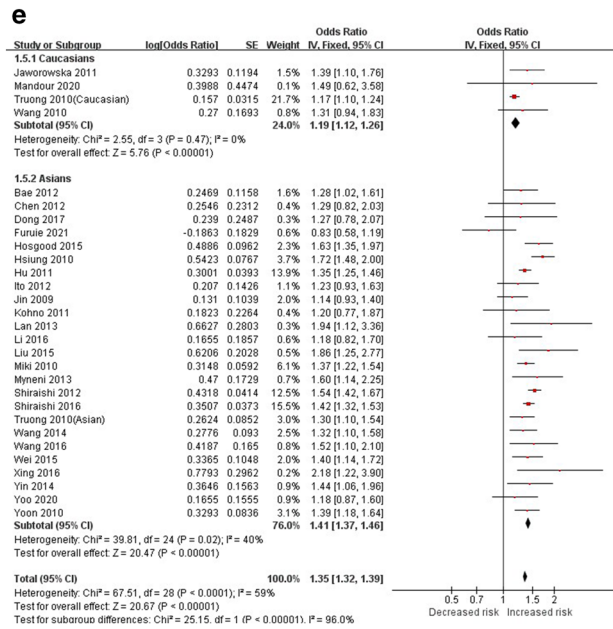 e
Odds Ratio Odds Ratio
Study or Subgroup log[Odds Ratio] SE Weight IV, Fixed, 95% CI IV, Fixed, 95% CI
1.5.1 Caucasians
Jaworowska 2011 0.3293 0.1194 1.5% 1.39 [1.10, 1.76]
Mandour 2020 0.3988 0.4474 0.1% 1.49 [0.62, 3.58]
Truong 2010(Caucasian) 0.157 0.0315 21.7% 1.17 [1.10, 1.24]
Wang 2010 0.27 0.1693 0.8% 1.31 [0.94, 1.83]
Subtotal (95% CI) 24.0% 1.19 [1.12, 1.26]
Heterogeneity: Chi² = 2.55, df = 3 (P = 0.47); I² = 0%
Test for overall effect: Z = 5.76 (P < 0.00001)
1.5.2 Asians
Bae 2012 0.2469 0.1158 1.6% 1.28 [1.02, 1.61]
Chen 2012 0.2546 0.2312 0.4% 1.29 [0.82, 2.03]
Dong 2017 0.239 0.2487 0.3% 1.27 [0.78, 2.07]
Furuie 2021 -0.1863 0.1829 0.6% 0.83 [0.58, 1.19]
Hosgood 2015 0.4886 0.0962 2.3% 1.63 [1.35, 1.97]
Hsiung 2010 0.5423 0.0767 3.7% 1.72 [1.48, 2.00]
Hu 2011 0.3001 0.0393 13.9% 1.35 [1.25, 1.46]
Ito 2012 0.207 0.1426 1.1% 1.23 [0.93, 1.63]
Jin 2009 0.131 0.1039 2.0% 1.14 [0.93, 1.40]
Kohno 2011 0.1823 0.2264 0.4% 1.20 [0.77, 1.87]
Lan 2013 0.6627 0.2803 0.3% 1.94 [1.12, 3.36]
Li 2016 0.1655 0.1857 0.6% 1.18 [0.82, 1.70]
Liu 2015 0.6206 0.2028 0.5% 1.86 [1.25, 2.77]
Miki 2010 0.3148 0.0592 6.1% 1.37 [1.22, 1.54]
Myneni 2013 0.47 0.1729 0.7% 1.60 [1.14, 2.25]
Shiraishi 2012 0.4318 0.0414 12.5% 1.54 [1.42, 1.67]
Shiraishi 2016 0.3507 0.0373 15.5% 1.42 [1.32, 1.53]
Truong 2010(Asian) 0.2624 0.0852 3.0% 1.30 [1.10, 1.54]
Wang 2014 0.2776 0.093 2.5% 1.32 [1.10, 1.58]
Wang 2016 0.4187 0.165 0.8% 1.52 [1.10, 2.10]
Wei 2015 0.3365 0.1048 2.0% 1.40 [1.14, 1.72]
Xing 2016 0.7793 0.2962 0.2% 2.18 [1.22, 3.90]
Yin 2014 0.3646 0.1563 0.9% 1.44 [1.06, 1.96]
Yoo 2020 0.1655 0.1555 0.9% 1.18 [0.87, 1.60]
Yoon 2010 0.3293 0.0836 3.1% 1.39 [1.18, 1.64]
Subtotal (95% CI) 76.0% 1.41 [1.37, 1.46]
Heterogeneity: Chi² = 39.81, df = 24 (P = 0.02); I² = 40%
Test for overall effect: Z = 20.47 (P < 0.00001)
Total (95% CI) 100.0% 1.35 [1.32, 1.39]
Heterogeneity: Chi² = 67.51, df = 28 (P < 0.0001); I² = 59%
Test for overall effect: Z = 20.67 (P < 0.00001)
Test for subgroup differences: Chi² = 25.15, df = 1 (P < 0.00001), I² = 96.0%
0.5 0.7 1 1.5 2
Decreased risk Increased risk